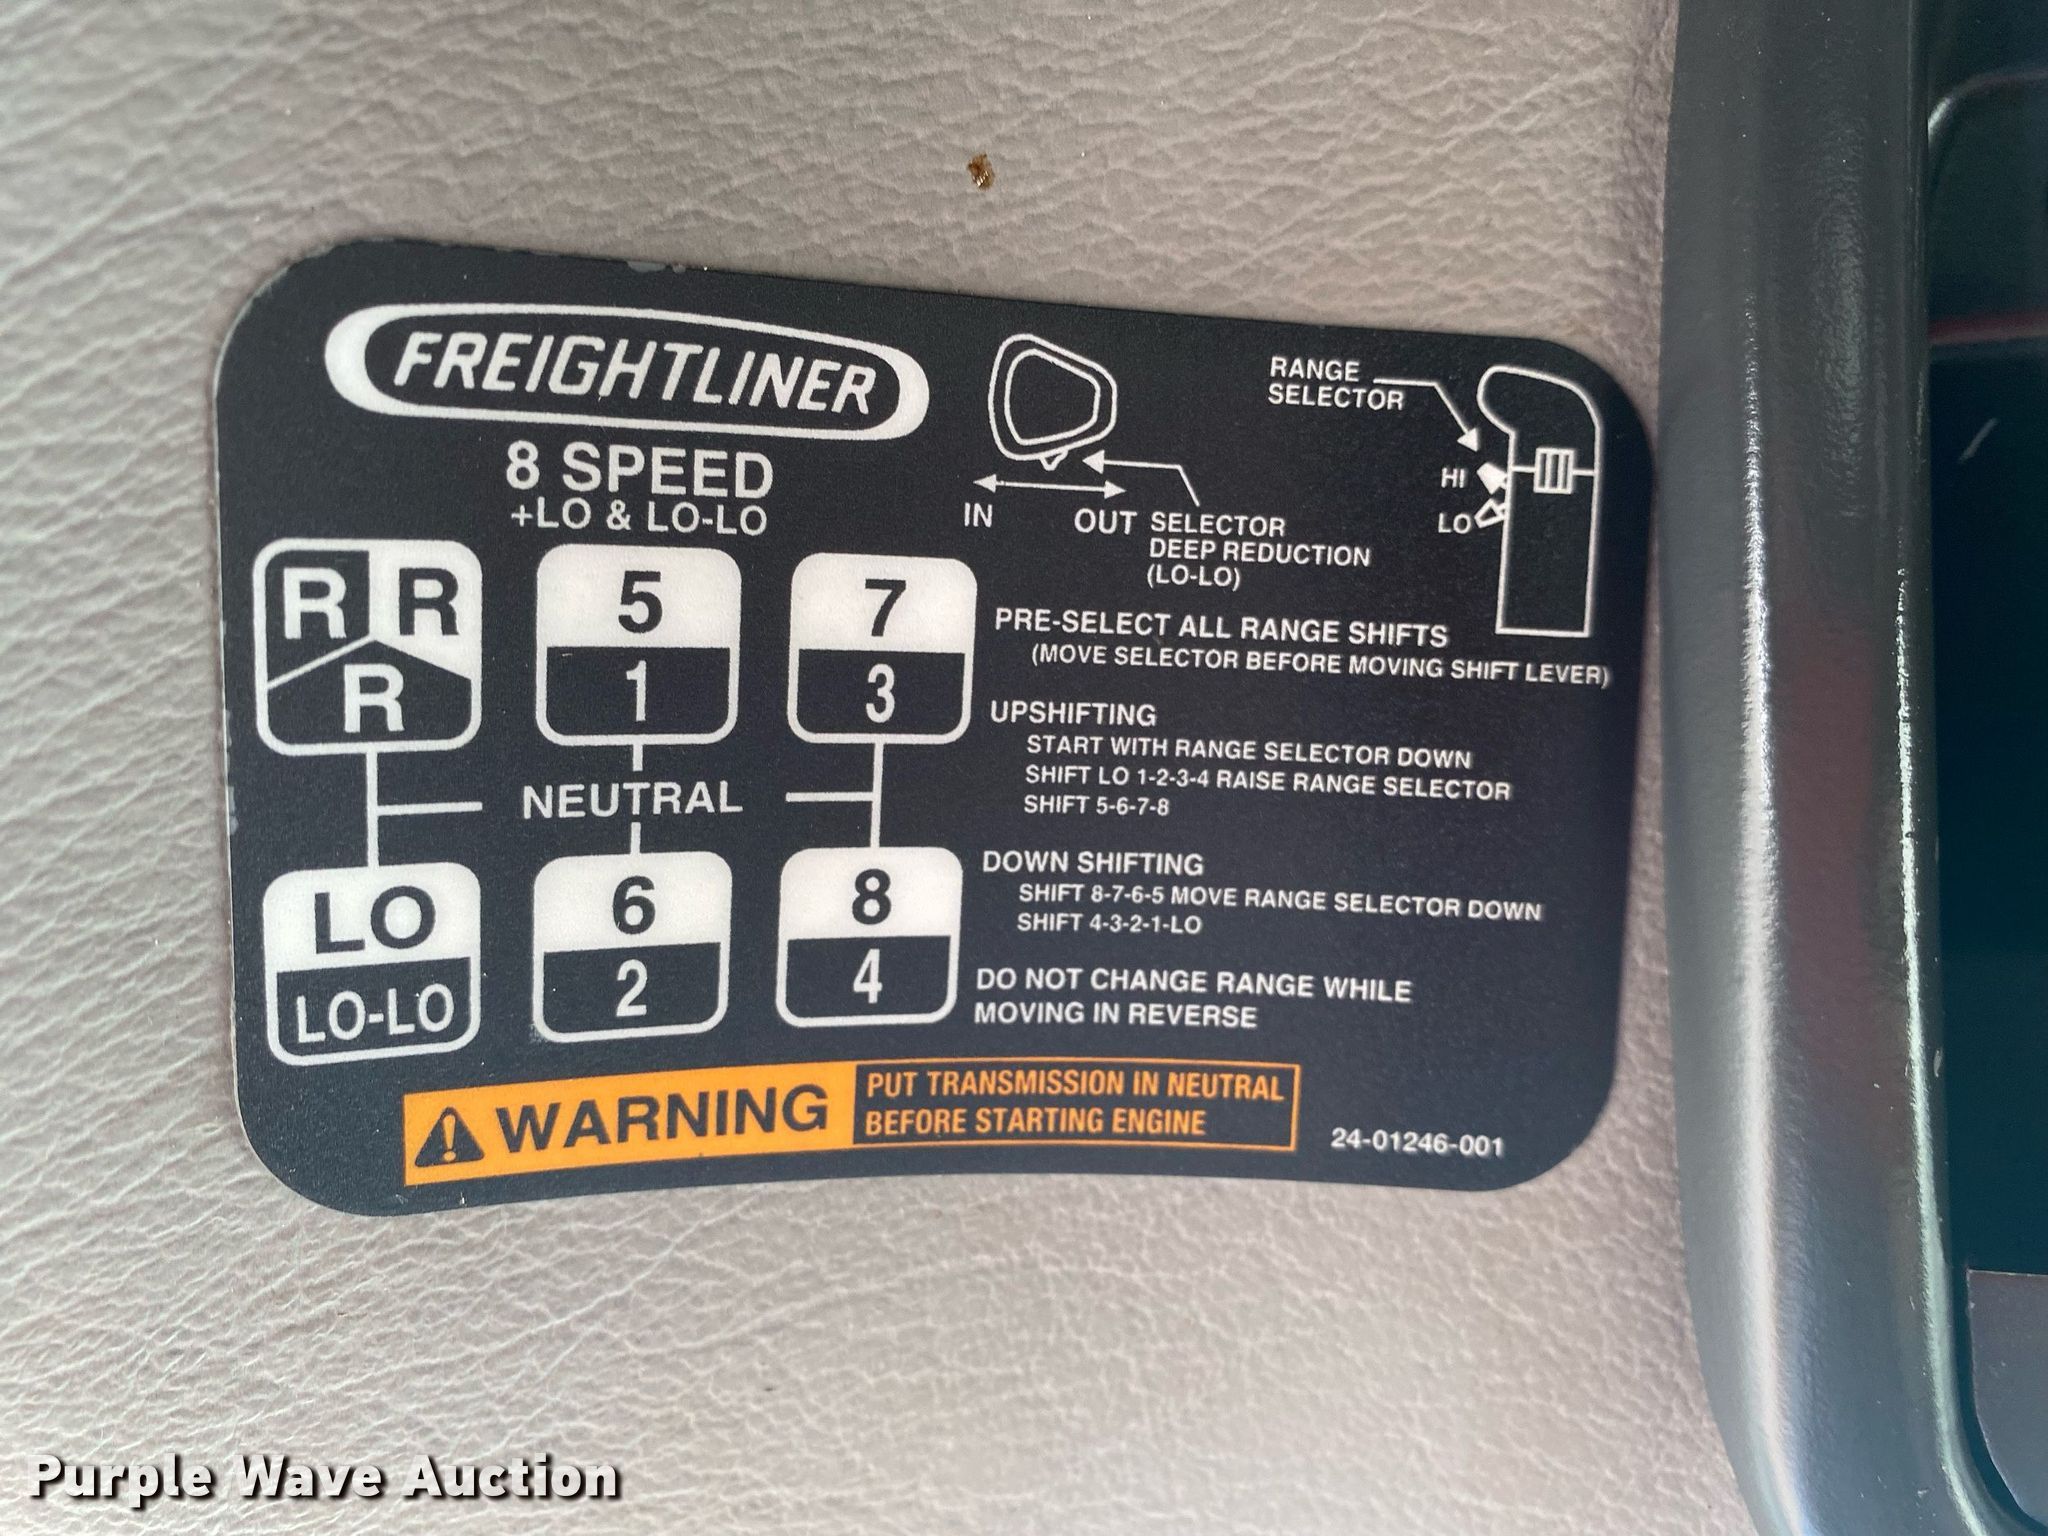 FREIGHTLINER
8 SPEED
+LO & LO-LO
R R
R
5
1
7
3
NEUTRAL
LO
LO-LO
6
2
8
4
IN OUT
SELECTOR
DEEP REDUCTION
(LO-LO)
RANGE
SELECTOR
HI
LO
PRE-SELECT ALL RANGE SHIFTS
(MOVE SELECTOR BEFORE MOVING SHIFT LEVER)
UPSHIFTING
START WITH RANGE SELECTOR DOWN
SHIFT LO 1-2-3-4 RAISE RANGE SELECTOR
SHIFT 5-6-7-8
DOWN SHIFTING
SHIFT 8-7-6-5 MOVE RANGE SELECTOR DOWN
SHIFT 4-3-2-1-LO
DO NOT CHANGE RANGE WHILE
MOVING IN REVERSE
WARNING
PUT TRANSMISSION IN NEUTRAL
BEFORE STARTING ENGINE
24-01246-001
Purple Wave Auction